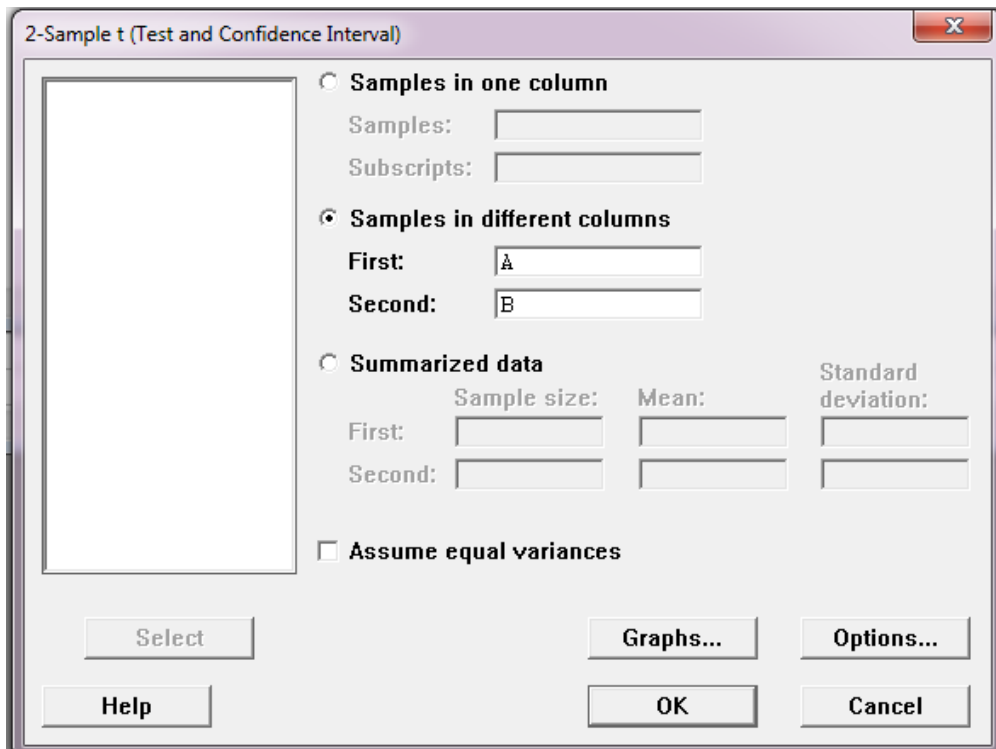 2-Sample t (Test and Confidence Interval)
Samples in one column
Samples:
Subscripts:
Samples in different columns
First: A
Second: B
Summarized data
Sample size: Mean: Standard deviation:
First:
Second:
Assume equal variances
Select Graphs... Options...
Help OK Cancel